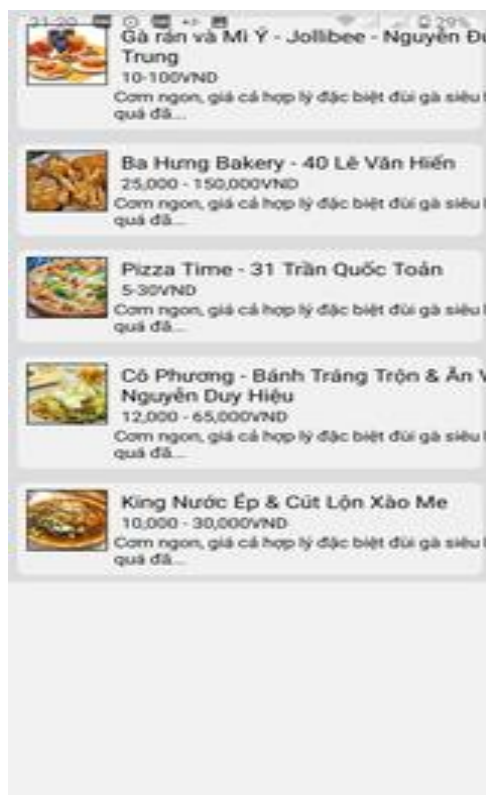 21:20 29%
Gà rán và Mì Ý - Jollibee - Nguyễn
Trung
10-100VND
Cơm ngon, giá cả hợp lý đặc biệt đùi gà siêu
quá đã...
Ba Hưng Bakery - 40 Lê Văn Hiến
25,000 - 150,000VND
Cơm ngon, giá cả hợp lý đặc biệt đùi gà siêu
quá đã...
Pizza Time - 31 Trần Quốc Toản
5-30VND
Cơm ngon, giá cả hợp lý đặc biệt đùi gà siêu
quá đã...
Cô Phương - Bánh Tráng Trộn & Ăn V
Nguyễn Duy Hiệu
12,000 - 65,000VND
Cơm ngon, giá cả hợp lý đặc biệt đùi gà siêu
quá đã...
King Nước Ép & Cút Lộn Xào Me
10,000 - 30,000VND
Cơm ngon, giá cả hợp lý đặc biệt đùi gà siêu
quá đã...